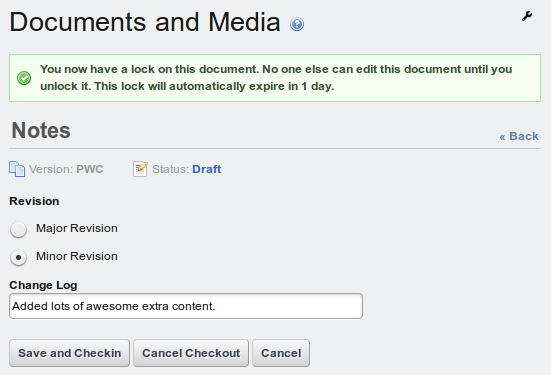 Documents and Media
You now have a lock on this document. No one else can edit this document until you
unlock it. This lock will automatically expire in 1 day.
Notes
« Back
Version: PWC Status: Draft
Revision
Major Revision
Minor Revision
Change Log
Added lots of awesome extra content.
Save and Checkin Cancel Checkout Cancel